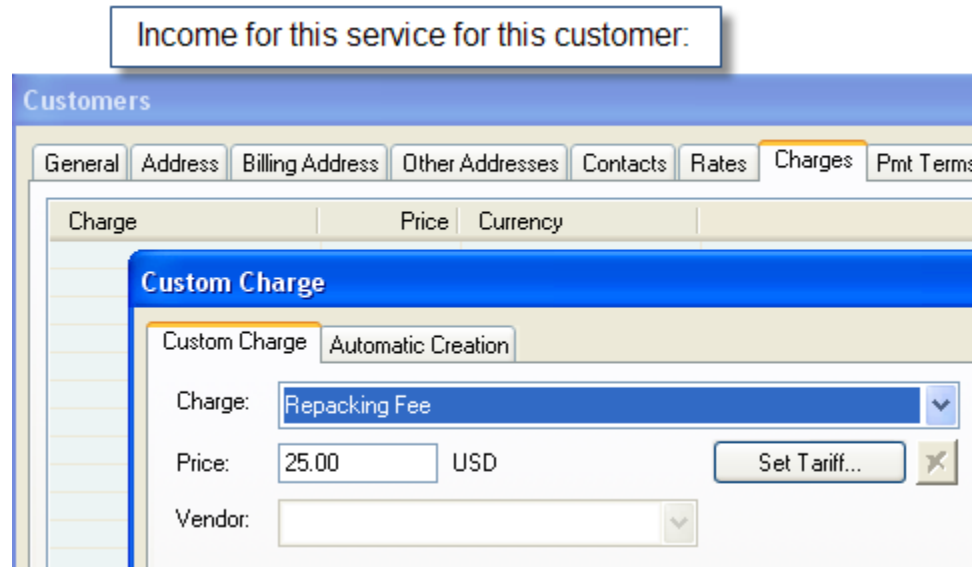 Income for this service for this customer:
Customers
General Address Billing Address Other Addresses Contacts Rates Charges Pmt Terms
Charge Price Currency
Custom Charge
Custom Charge Automatic Creation
Charge: Repacking Fee
Price: 25.00 USD Set Tariff...
Vendor: